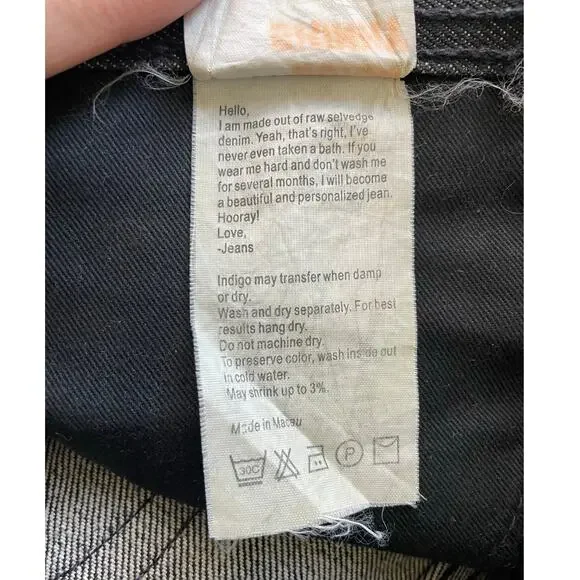 Hello,
I am made out of raw selvedge
denim. Yeah, that's right, I've
never even taken a bath. If you
wear me hard and don't wash me
for several months, I will become
a beautiful and personalized jean.
Hooray!
Love,
-Jeans
Indigo may transfer when damp
or dry.
Wash and dry separately. For best
results hang dry.
Do not machine dry.
To preserve color, wash inside out
in cold water.
May shrink up to 3%.
Made in Macau
30C
P